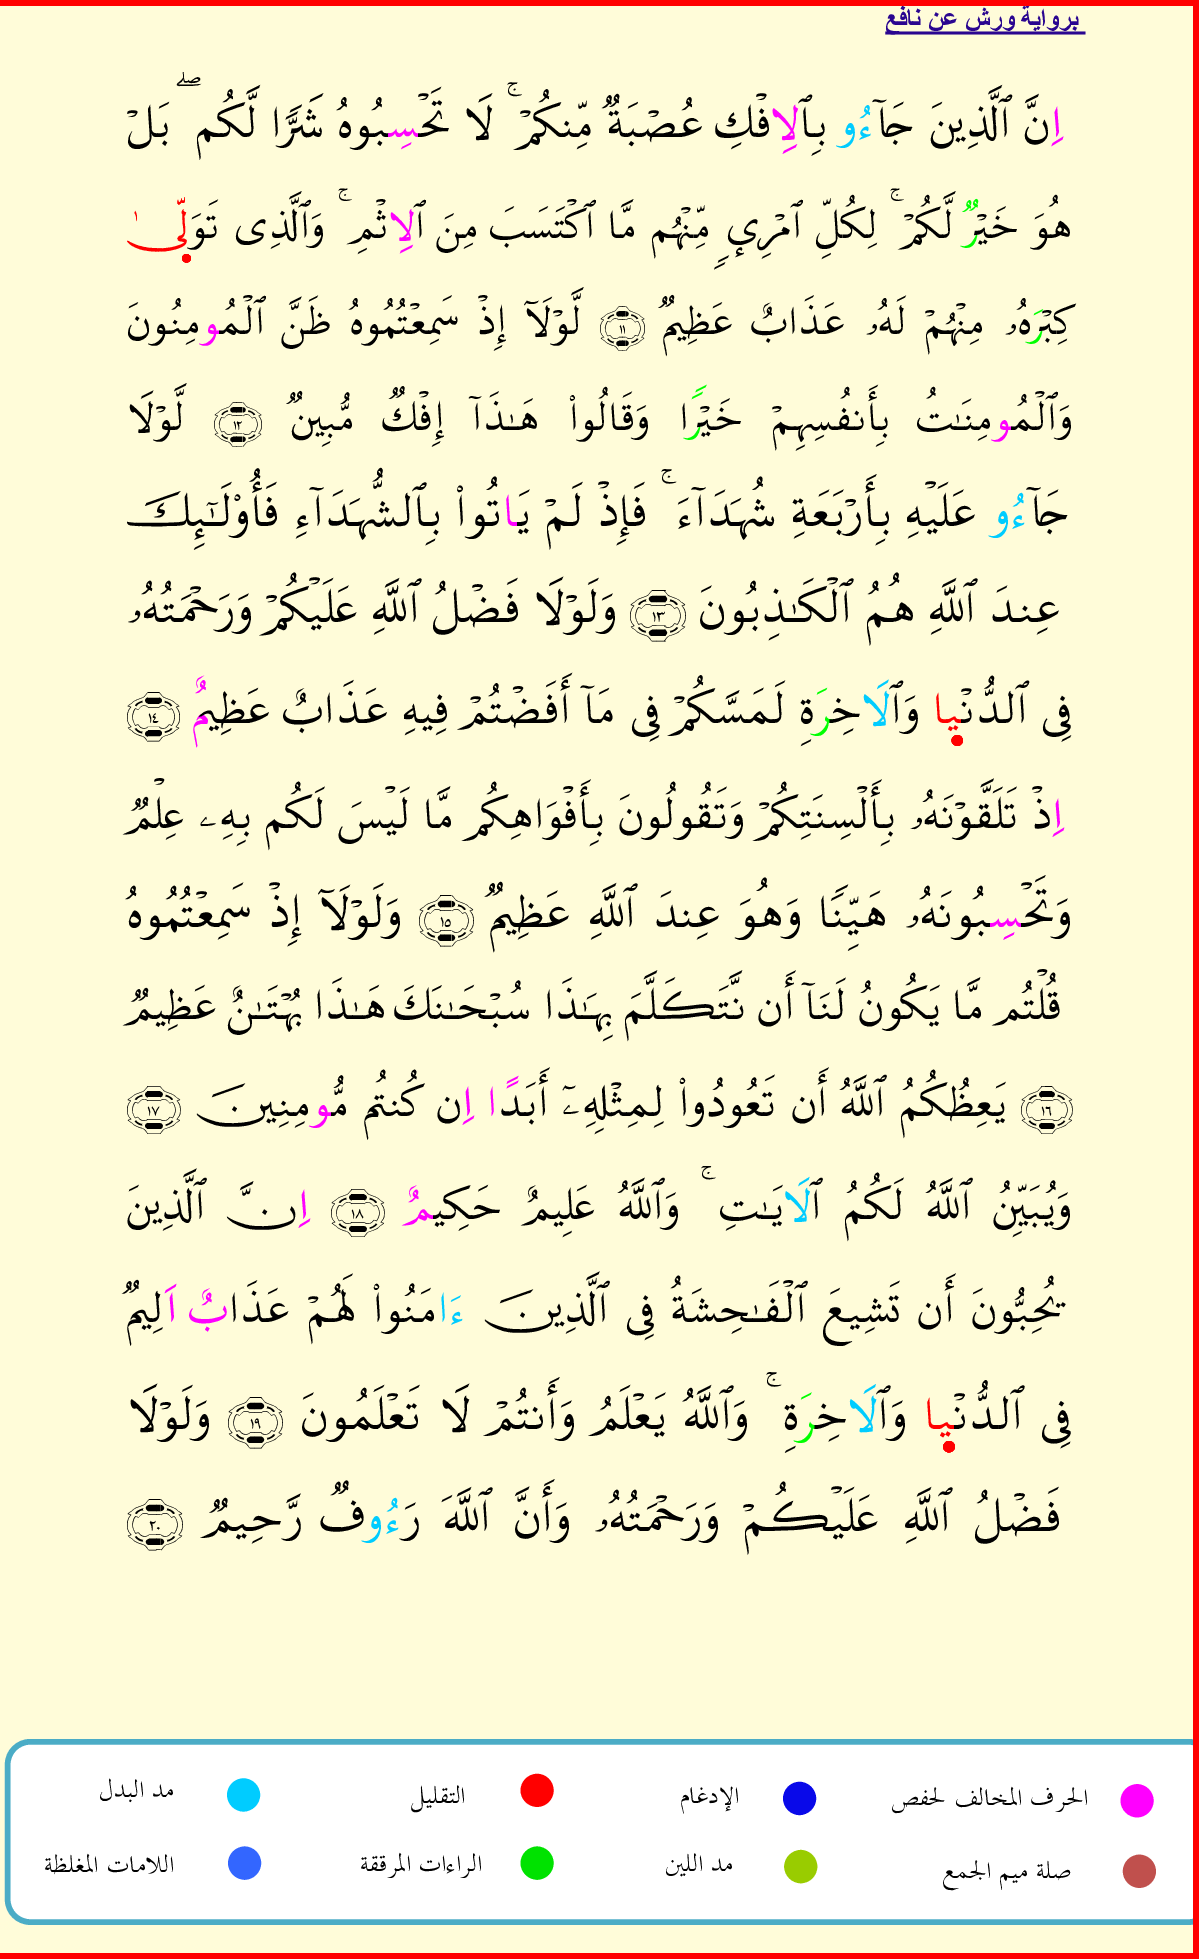 برواية ورش عن نافع
اِنَّ ٱلَّذِينَ جَآءُو بِٱلِافْكِ عُصْبَةٌ مِّنكُمْ ۚ لَا تَحْسِبُوهُ شَرًّا لَّكُم ۖ بَلْ
هُوَ خَيْرٌ لَّكُمْ ۚ لِكُلِّ ٱمْرِيٕٖ مِّنْهُم مَّا ٱكْتَسَبَ مِنَ ٱلِاثْمِ ۚ وَٱلَّذِى تَوَلّىٰ
كِبْرَهُۥ مِنْهُمْ لَهُۥ عَذَابٌ عَظِيمٌ ١١ لَّوْلَآ إِذْ سَمِعْتُمُوهُ ظَنَّ ٱلْمُومِنُونَ
وَٱلْمُومِنَٰتُ بِأَنفُسِهِمْ خَيْرًا وَقَالُوا۟ هَٰذَآ إِفْكٌ مُّبِينٌ ١٢ لَّوْلَا
جَآءُو عَلَيْهِ بِأَرْبَعَةِ شُهَدَآءَ ۚ فَإِذْ لَمْ يَاتُوا۟ بِٱلشُّهَدَآءِ فَأُو۟لَٰٓئِكَ
عِندَ ٱللَّهِ هُمُ ٱلْكَٰذِبُونَ ١٣ وَلَوْلَا فَضْلُ ٱللَّهِ عَلَيْكُمْ وَرَحْمَتُهُۥ
فِى ٱلدُّنْيا وَٱلَاخِرَةِ لَمَسَّكُمْ فِى مَآ أَفَضْتُمْ فِيهِ عَذَابٌ عَظِيمٌ ١٤
اِذْ تَلَقَّوْنَهُۥ بِأَلْسِنَتِكُمْ وَتَقُولُونَ بِأَفْوَاهِكُم مَّا لَيْسَ لَكُم بِهِۦ عِلْمٌ
وَتَحْسِبُونَهُۥ هَيِّنًا وَهُوَ عِندَ ٱللَّهِ عَظِيمٌ ١٥ وَلَوْلَآ إِذْ سَمِعْتُمُوهُ
قُلْتُم مَّا يَكُونُ لَنَآ أَن نَّتَكَلَّمَ بِهَٰذَا سُبْحَٰنَكَ هَٰذَا بُهْتَٰنٌ عَظِيمٌ
١٦ يَعِظُكُمُ ٱللَّهُ أَن تَعُودُوا۟ لِمِثْلِهِۦٓ أَبَدًا اِن كُنتُم مُّومِنِينَ ١٧
وَيُبَيِّنُ ٱللَّهُ لَكُمُ ٱلَايَٰتِ ۚ وَٱللَّهُ عَلِيمٌ حَكِيمٌ ١٨ اِنَّ ٱلَّذِينَ
يُحِبُّونَ أَن تَشِيعَ ٱلْفَٰحِشَةُ فِى ٱلَّذِينَ ءَامَنُوا۟ لَهُمْ عَذَابٌ اَلِيمٌ
فِى ٱلدُّنْيا وَٱلَاخِرَةِ ۚ وَٱللَّهُ يَعْلَمُ وَأَنتُمْ لَا تَعْلَمُونَ ١٩ وَلَوْلَا
فَضْلُ ٱللَّهِ عَلَيْكُمْ وَرَحْمَتُهُۥ وَأَنَّ ٱللَّهَ رَءُوفٌ رَّحِيمٌ ٢٠
الحرف المخالف لحفص الإدغام التقليل مد البدل
صلة ميم الجمع مد اللين الراءات المرققة اللامات المغلظة